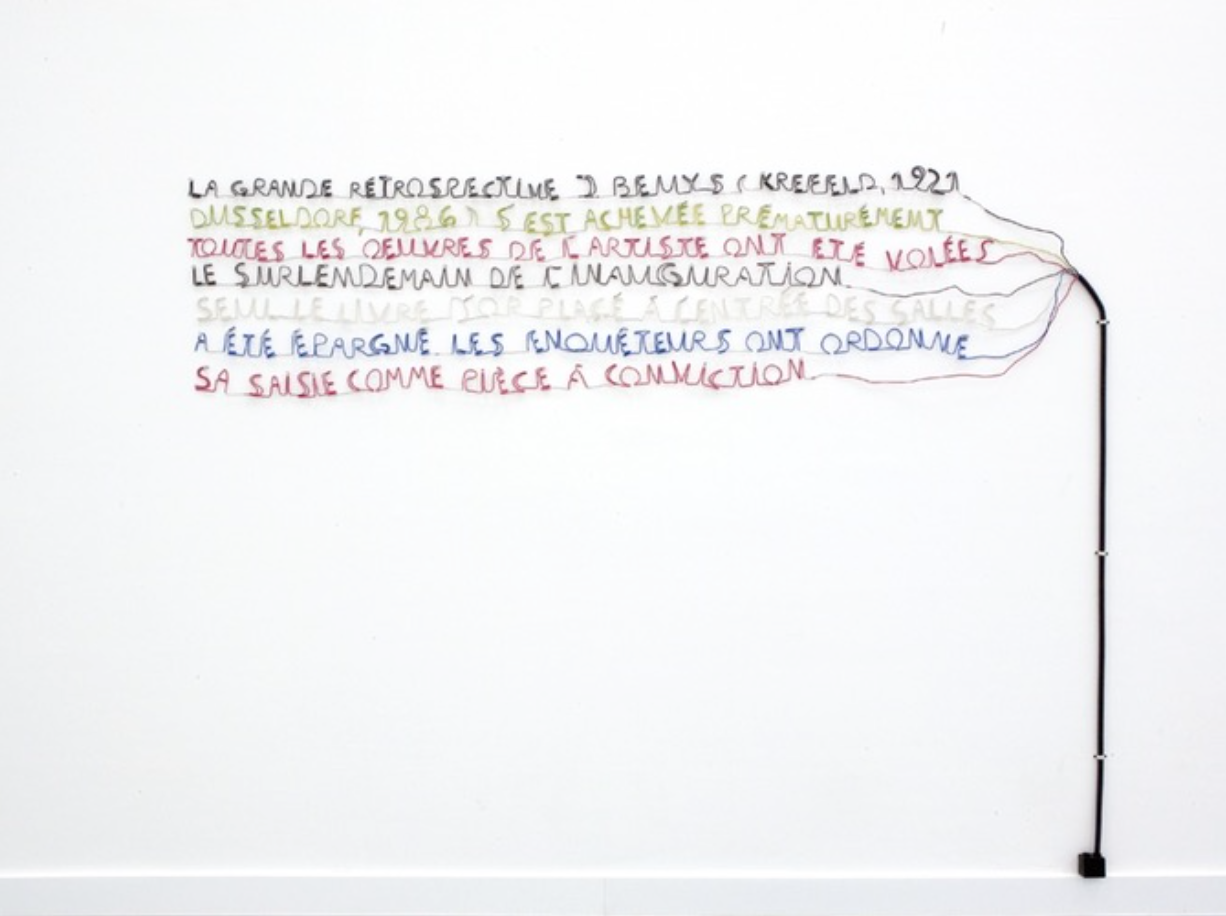 LA GRANDE RÉTROSPECTIVE J BEUYS ( KREFELD, 1921
DUSSELDORF, 1986 ) S EST ACHEVÉE PRÉMATURÉMENT
TOUTES LES OEUVRES DE L ARTISTE ONT ÉTÉ VOLÉES
LE SURLENDEMAIN DE L INAUGURATION.
SEUL LE LIVRE D'OR PLACÉ À L'ENTRÉE DES SALLES
A ÉTÉ ÉPARGNÉ. LES ENQUÊTEURS ONT ORDONNÉ
SA SAISIE COMME PIÈCE À CONVICTION